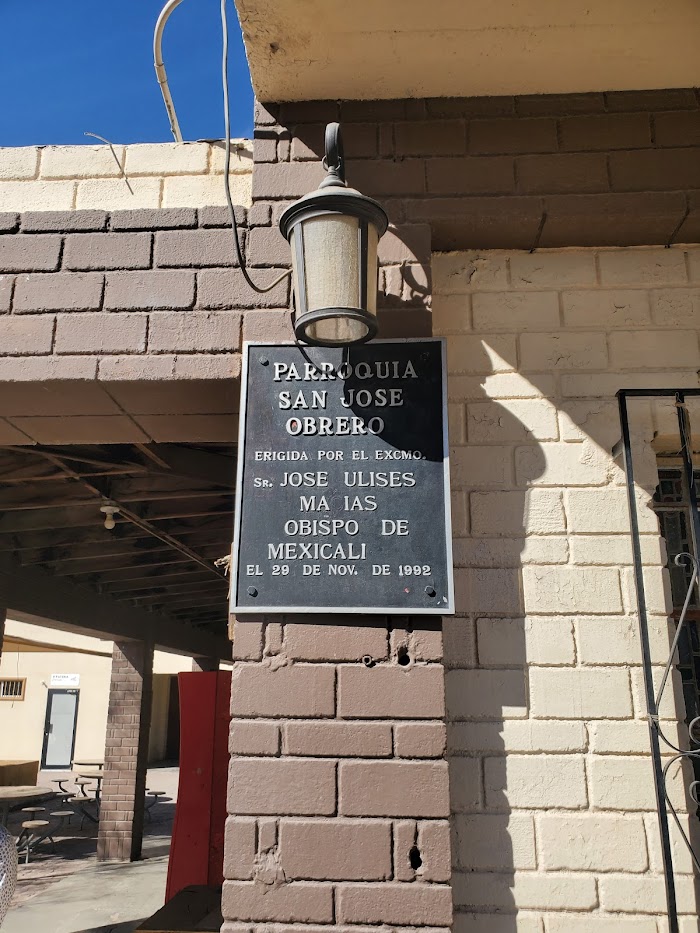 PARROQUIA
SAN JOSE
OBRERO
ERIGIDA POR EL EXCMO.
SR. JOSE ULISES
MA IAS
OBISPO DE
MEXICALI
EL 29 DE NOV. DE 1992